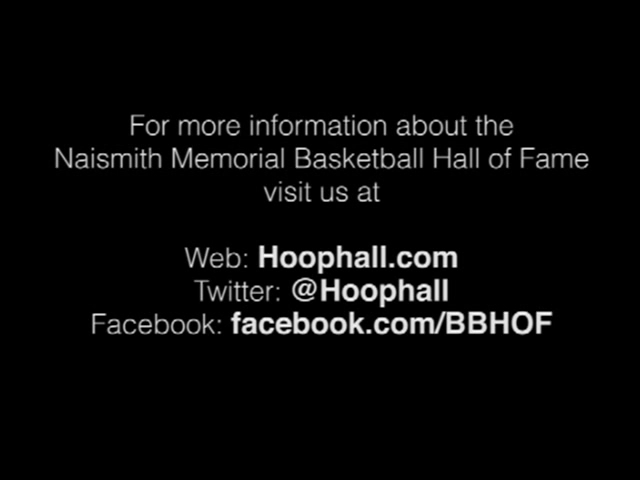 For more information about the
Naismith Memorial Basketball Hall of Fame
visit us at
Web: Hoophall.com
Twitter: @Hoophall
Facebook: facebook.com/BBHOF